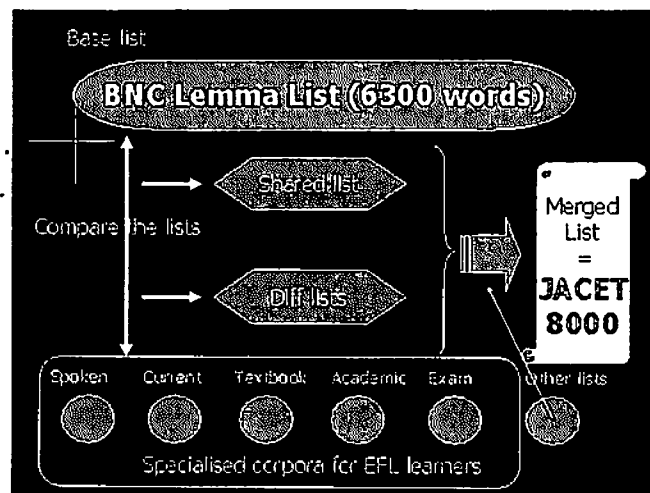 Base list
BNC Lemma List (6300 words)
Shared list
Compare the lists
Diff lists
Merged
List
=
JACET
8000
Spoken Current Textbook Academic Exam Other lists
Specialised corpora for EFL learners